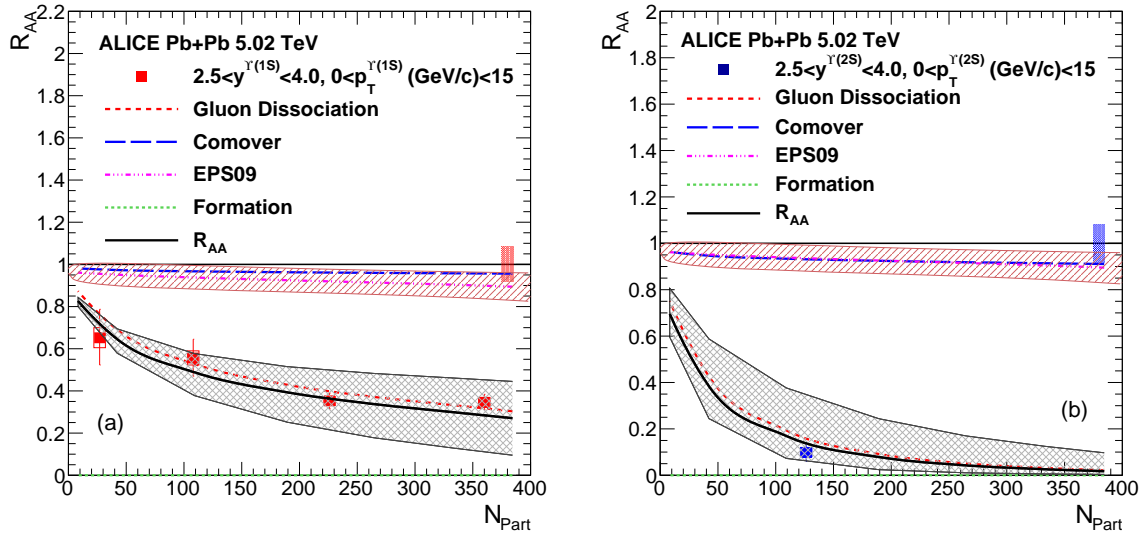 R_AA
2.2
2
1.8
1.6
1.4
1.2
1
0.8
0.6
0.4
0.2
0
ALICE Pb+Pb 5.02 TeV
2.5<y^ϒ(1S)<4.0, 0<p_T^ϒ(1S) (GeV/c)<15
Gluon Dissociation
Comover
EPS09
Formation
R_AA
(a)
0 50 100 150 200 250 300 350 400
N_Part
R_AA
2
1.8
1.6
1.4
1.2
1
0.8
0.6
0.4
0.2
0
ALICE Pb+Pb 5.02 TeV
2.5<y^ϒ(2S)<4.0, 0<p_T^ϒ(2S) (GeV/c)<15
Gluon Dissociation
Comover
EPS09
Formation
R_AA
(b)
0 50 100 150 200 250 300 350 400
N_Part